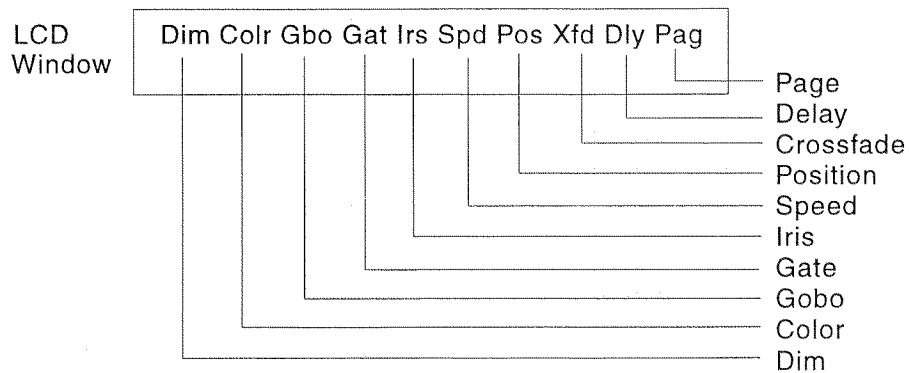 LCD
Window
Dim Colr Gbo Gat Irs Spd Pos Xfd Dly Pag
Page
Delay
Crossfade
Position
Speed
Iris
Gate
Gobo
Color
Dim